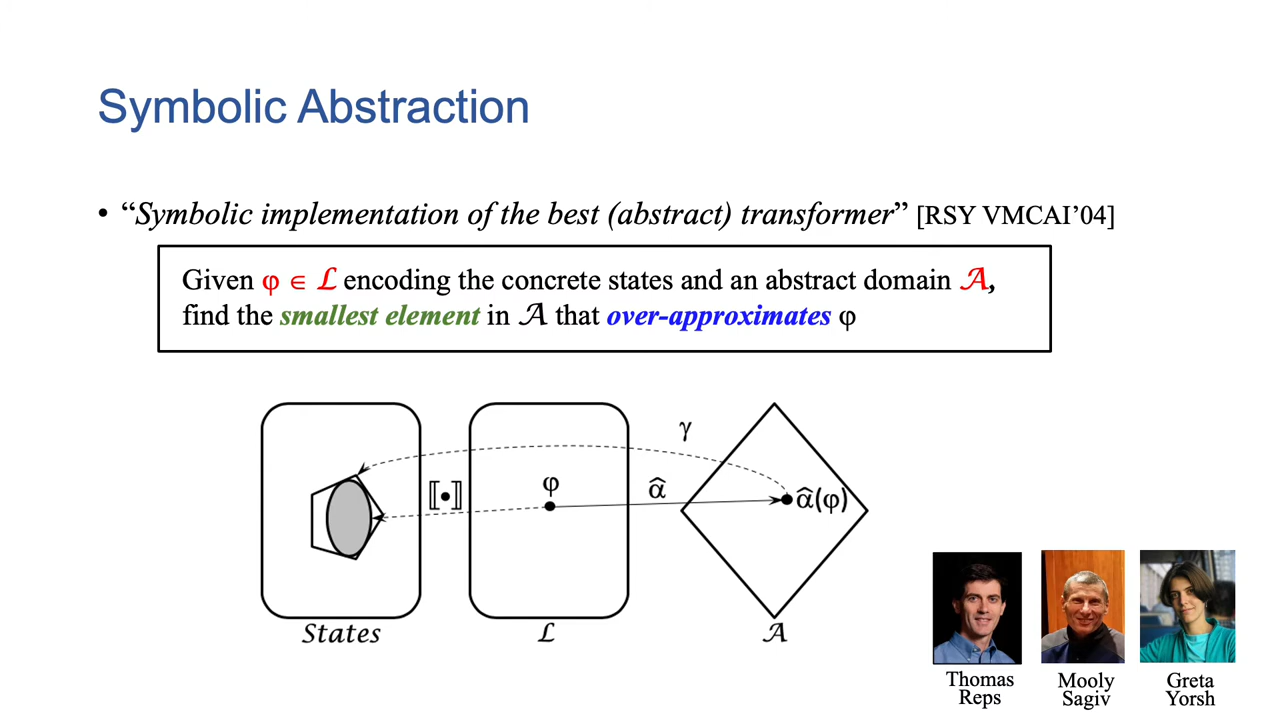 Symbolic Abstraction
• “Symbolic implementation of the best (abstract) transformer” [RSY VMCAI’04]
Given φ ∈ ℒ encoding the concrete states and an abstract domain 𝒜,
find the smallest element in 𝒜 that over-approximates φ
γ
⟦•⟧
φ
α̂
α̂(φ)
States
ℒ
𝒜
Thomas
Reps
Mooly
Sagiv
Greta
Yorsh